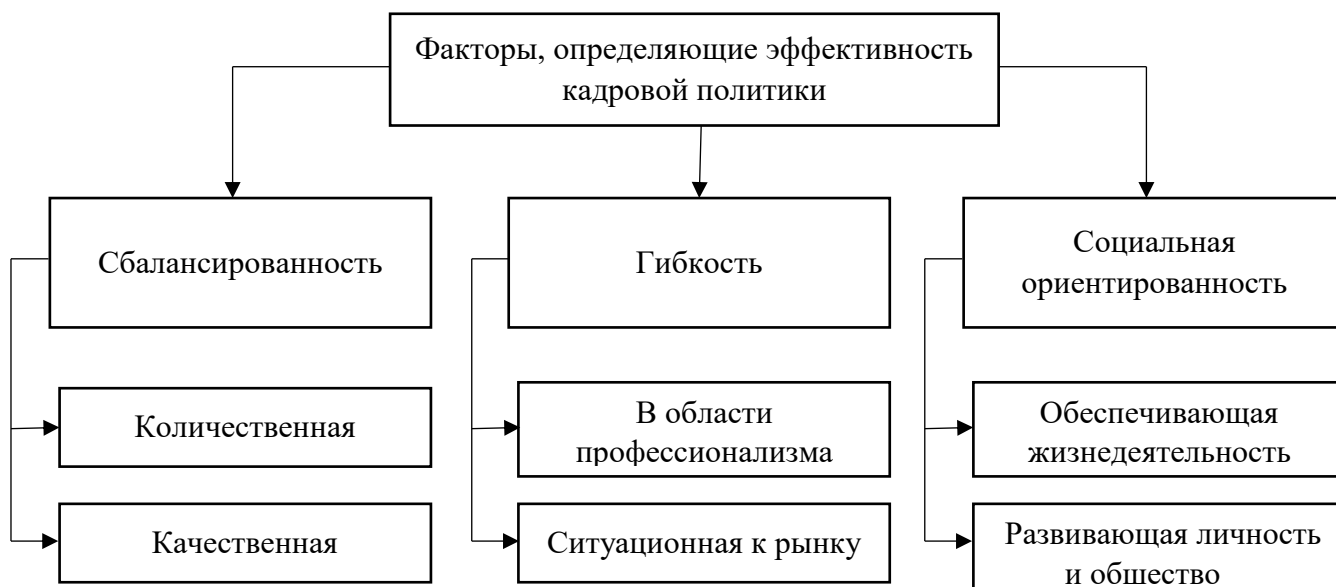 Факторы, определяющие эффективность
кадровой политики
Сбалансированность
Гибкость
Социальная
ориентированность
Количественная
В области
профессионализма
Обеспечивающая
жизнедеятельность
Качественная
Ситуационная к рынку
Развивающая личность
и общество